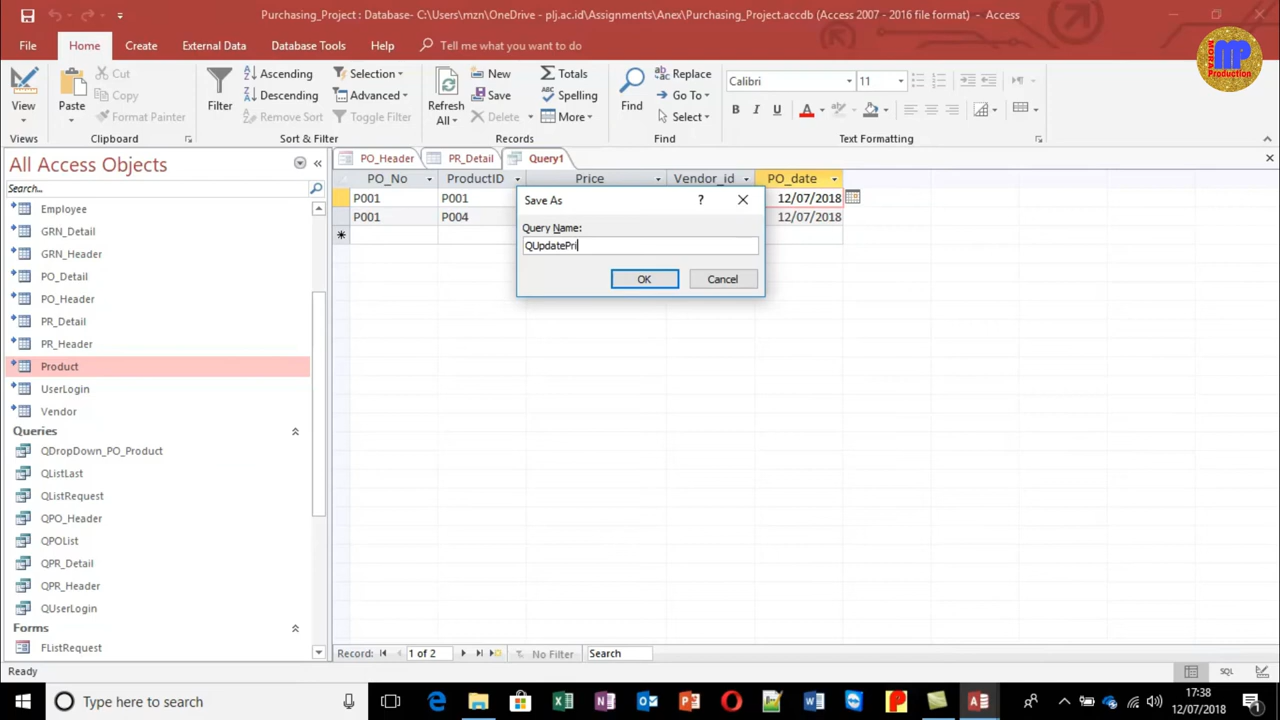 Purchasing_Project : Database- C:\Users\mzn\OneDrive - plj.ac.id\Assignments\Anex\Purchasing_Project.accdb (Access 2007 - 2016 file format) - Access
File Home Create External Data Database Tools Help Tell me what you want to do
MORA MP Production
View
Views
Paste
Cut
Copy
Format Painter
Clipboard
Filter
Ascending
Descending
Remove Sort
Selection
Advanced
Toggle Filter
Sort & Filter
Refresh All
New
Save
Delete
Totals
Spelling
More
Records
Find
Replace
Go To
Select
Find
Calibri 11
B I U A
Text Formatting
All Access Objects
Search...
Employee
GRN_Detail
GRN_Header
PO_Detail
PO_Header
PR_Detail
PR_Header
Product
UserLogin
Vendor
Queries
QDropDown_PO_Product
QListLast
QListRequest
QPO_Header
QPOList
QPR_Detail
QPR_Header
QUserLogin
Forms
FListRequest
PO_Header PR_Detail Query1
PO_No ProductID Price Vendor_id PO_date
P001 P001 12/07/2018
P001 P004 12/07/2018
Save As
Query Name:
QUpdatePri
OK Cancel
Record: 1 of 2 No Filter Search
Ready SQL
Type here to search
17:38
12/07/2018